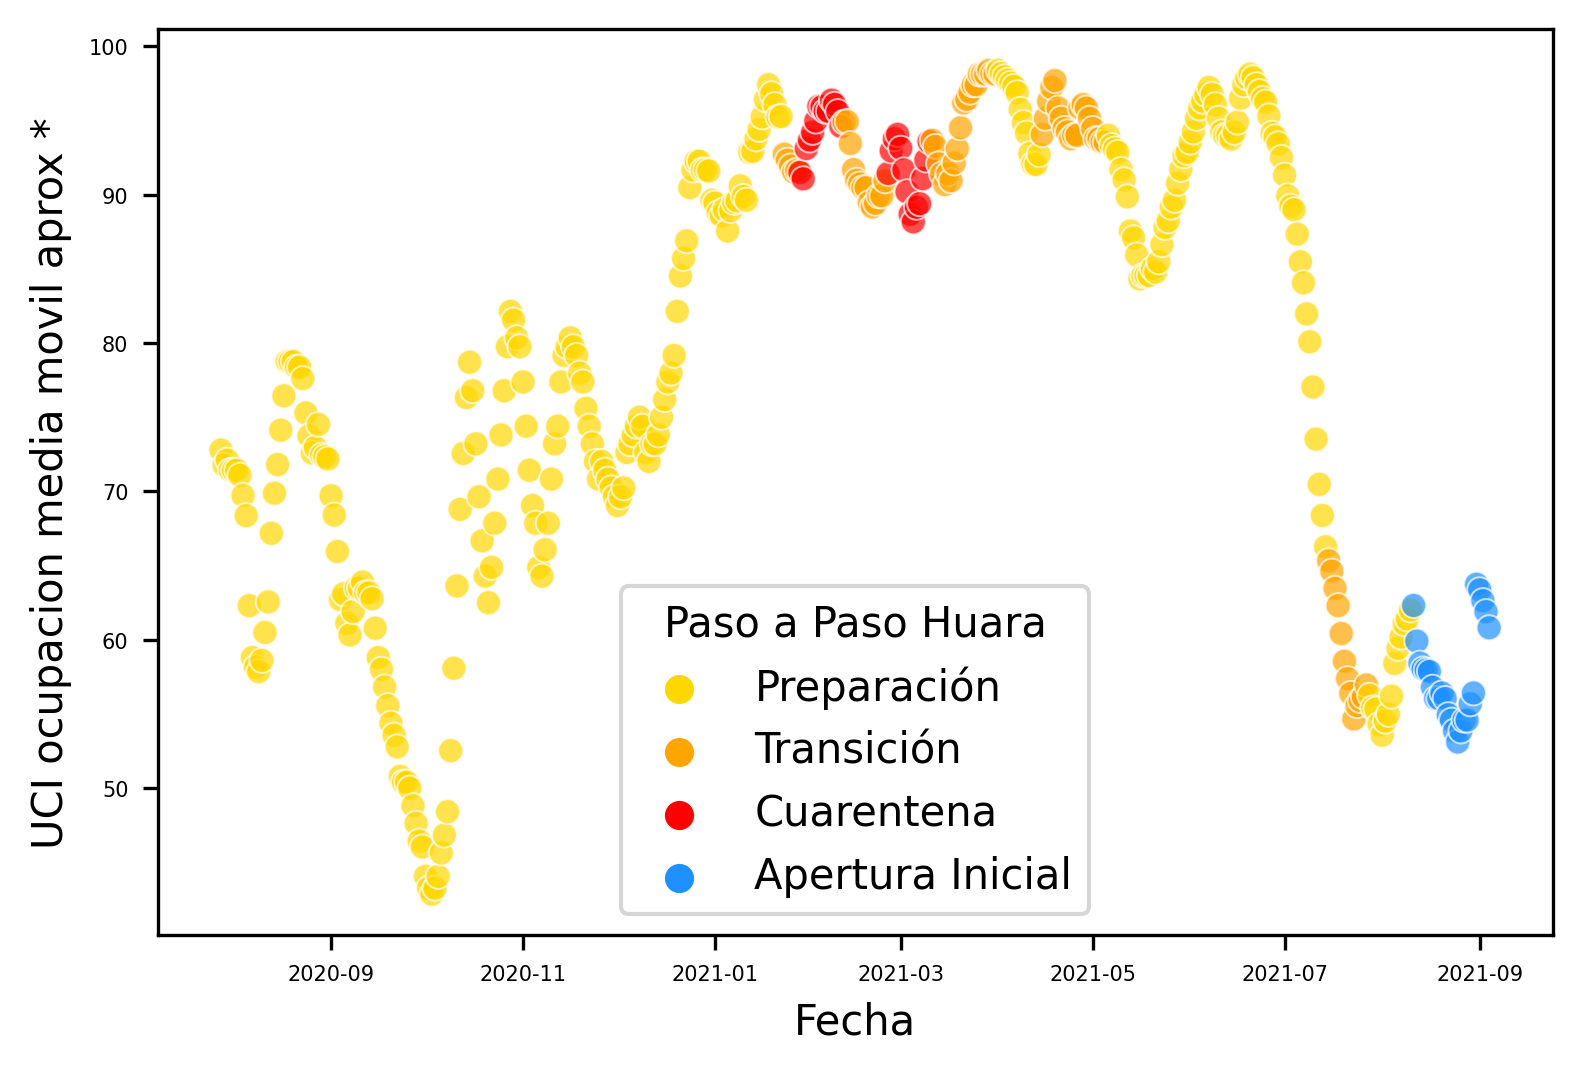 UCI ocupacion media movil aprox *
100
90
80
70
60
50
Paso a Paso Huara
Preparación
Transición
Cuarentena
Apertura Inicial
2020-09 2020-11 2021-01 2021-03 2021-05 2021-07 2021-09
Fecha